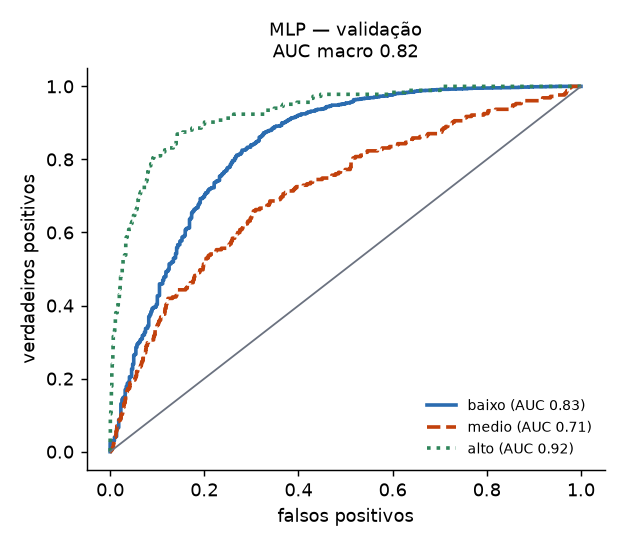 MLP — validação
AUC macro 0.82
verdadeiros positivos
1.0
0.8
0.6
0.4
0.2
0.0
baixo (AUC 0.83)
medio (AUC 0.71)
alto (AUC 0.92)
0.0 0.2 0.4 0.6 0.8 1.0
falsos positivos